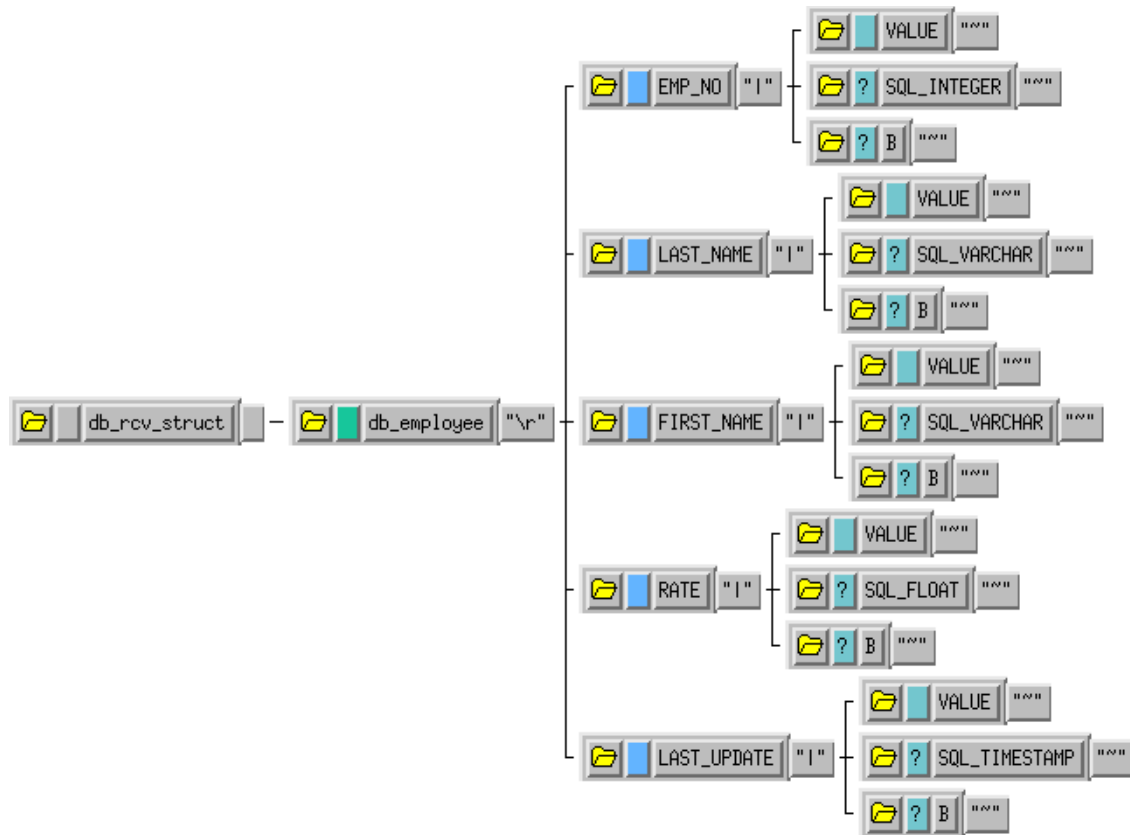 VALUE "~"
EMP_NO "|" ? SQL_INTEGER "~"
? B "~"
VALUE "~"
LAST_NAME "|" ? SQL_VARCHAR "~"
? B "~"
VALUE "~"
db_rcv_struct db_employee "\r" FIRST_NAME "|" ? SQL_VARCHAR "~"
? B "~"
VALUE "~"
RATE "|" ? SQL_FLOAT "~"
? B "~"
VALUE "~"
LAST_UPDATE "|" ? SQL_TIMESTAMP "~"
? B "~"